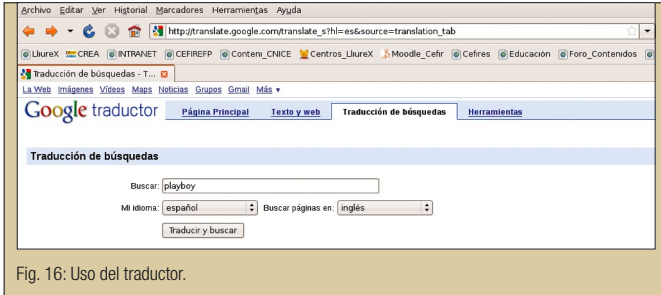 Archivo Editar Ver Historial Marcadores Herramientas Ayuda
http://translate.google.com/translate_s?hl=es&source=translation_tab
LliureX CREA INTRANET CEFIREFP Conteni_CNICE Centros_LliureX Moodle_Cefir Cefires Educación Foro_Contenidos
Traducción de búsquedas - T...
La Web Imágenes Vídeos Maps Noticias Grupos Gmail Más ▾
Google traductor Página Principal Texto y web Traducción de búsquedas Herramientas
Traducción de búsquedas
Buscar: playboy
Mi idioma: español Buscar páginas en: inglés
Traducir y buscar
Fig. 16: Uso del traductor.